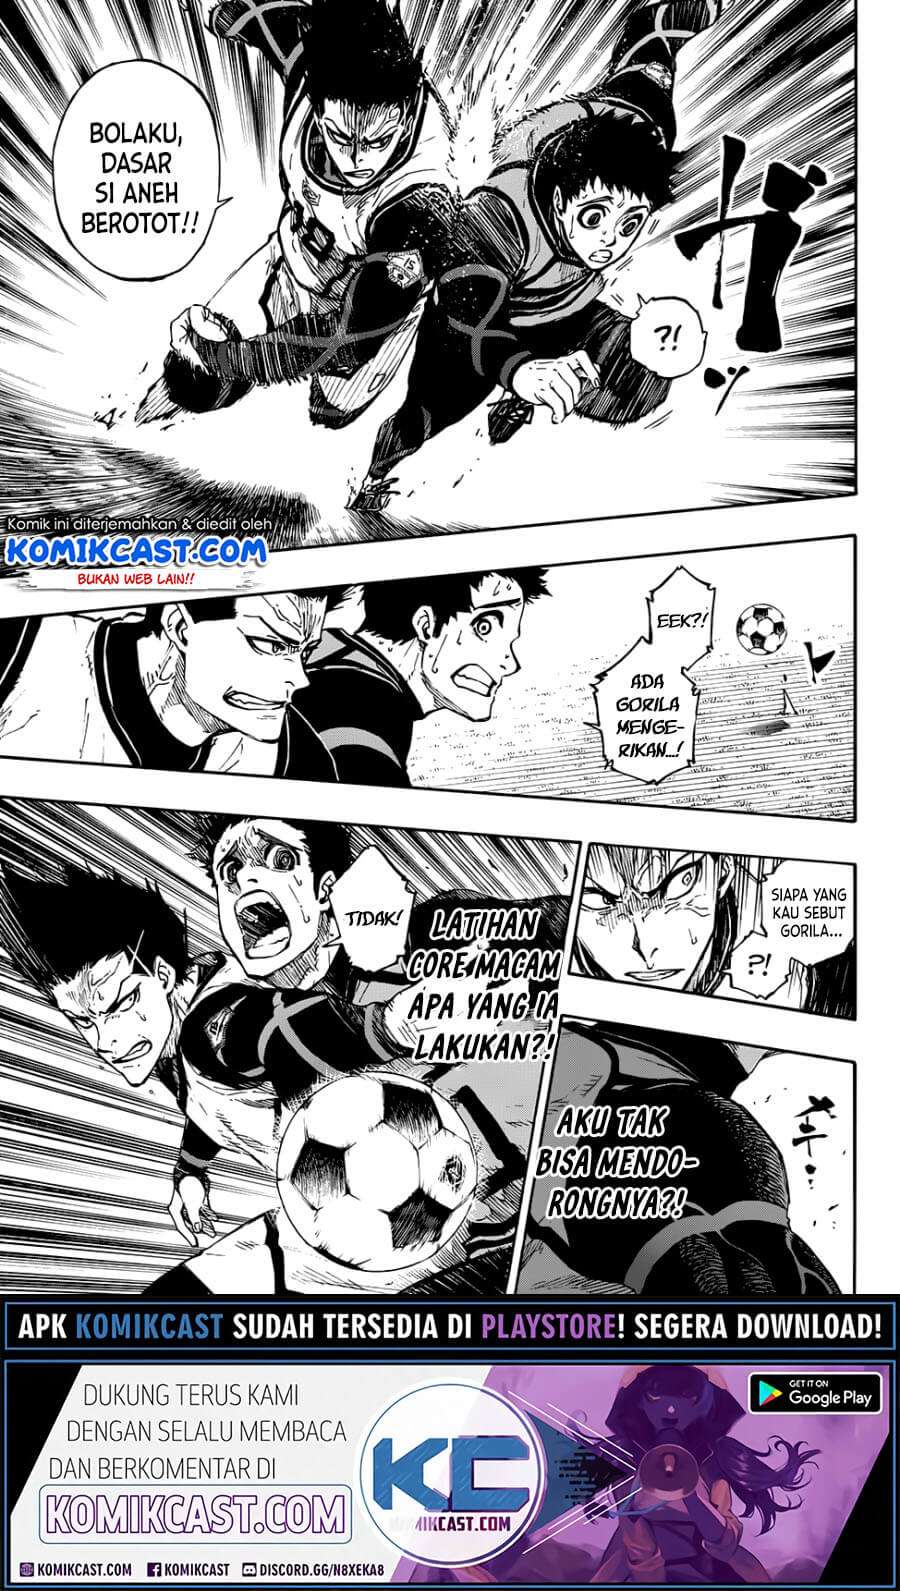 BOLAKU,
DASAR
SI ANEH
BEROTOT!!
?!
Komik ini diterjemahkan & diedit oleh
KOMIKCAST.COM
BUKAN WEB LAIN!!
EEK?!
ADA
GORILA
MENGE-
RIKAN...!
SIAPA YANG
KAU SEBUT
GORILA...
?!
TIDAK!
LATIHAN
CORE MACAM
APA YANG IA
LAKUKAN?!
AKU TAK
BISA MENDO-
RONGNYA?!
APK KOMIKCAST SUDAH TERSEDIA DI PLAYSTORE! SEGERA DOWNLOAD!
DUKUNG TERUS KAMI
DENGAN SELALU MEMBACA
DAN BERKOMENTAR DI
KOMIKCAST.COM
KOMIKCAST.COM KOMIKCAST DISCORD.GG/N8XEKA8
KC
KOMIKCAST.COM
GET IT ON
Google Play